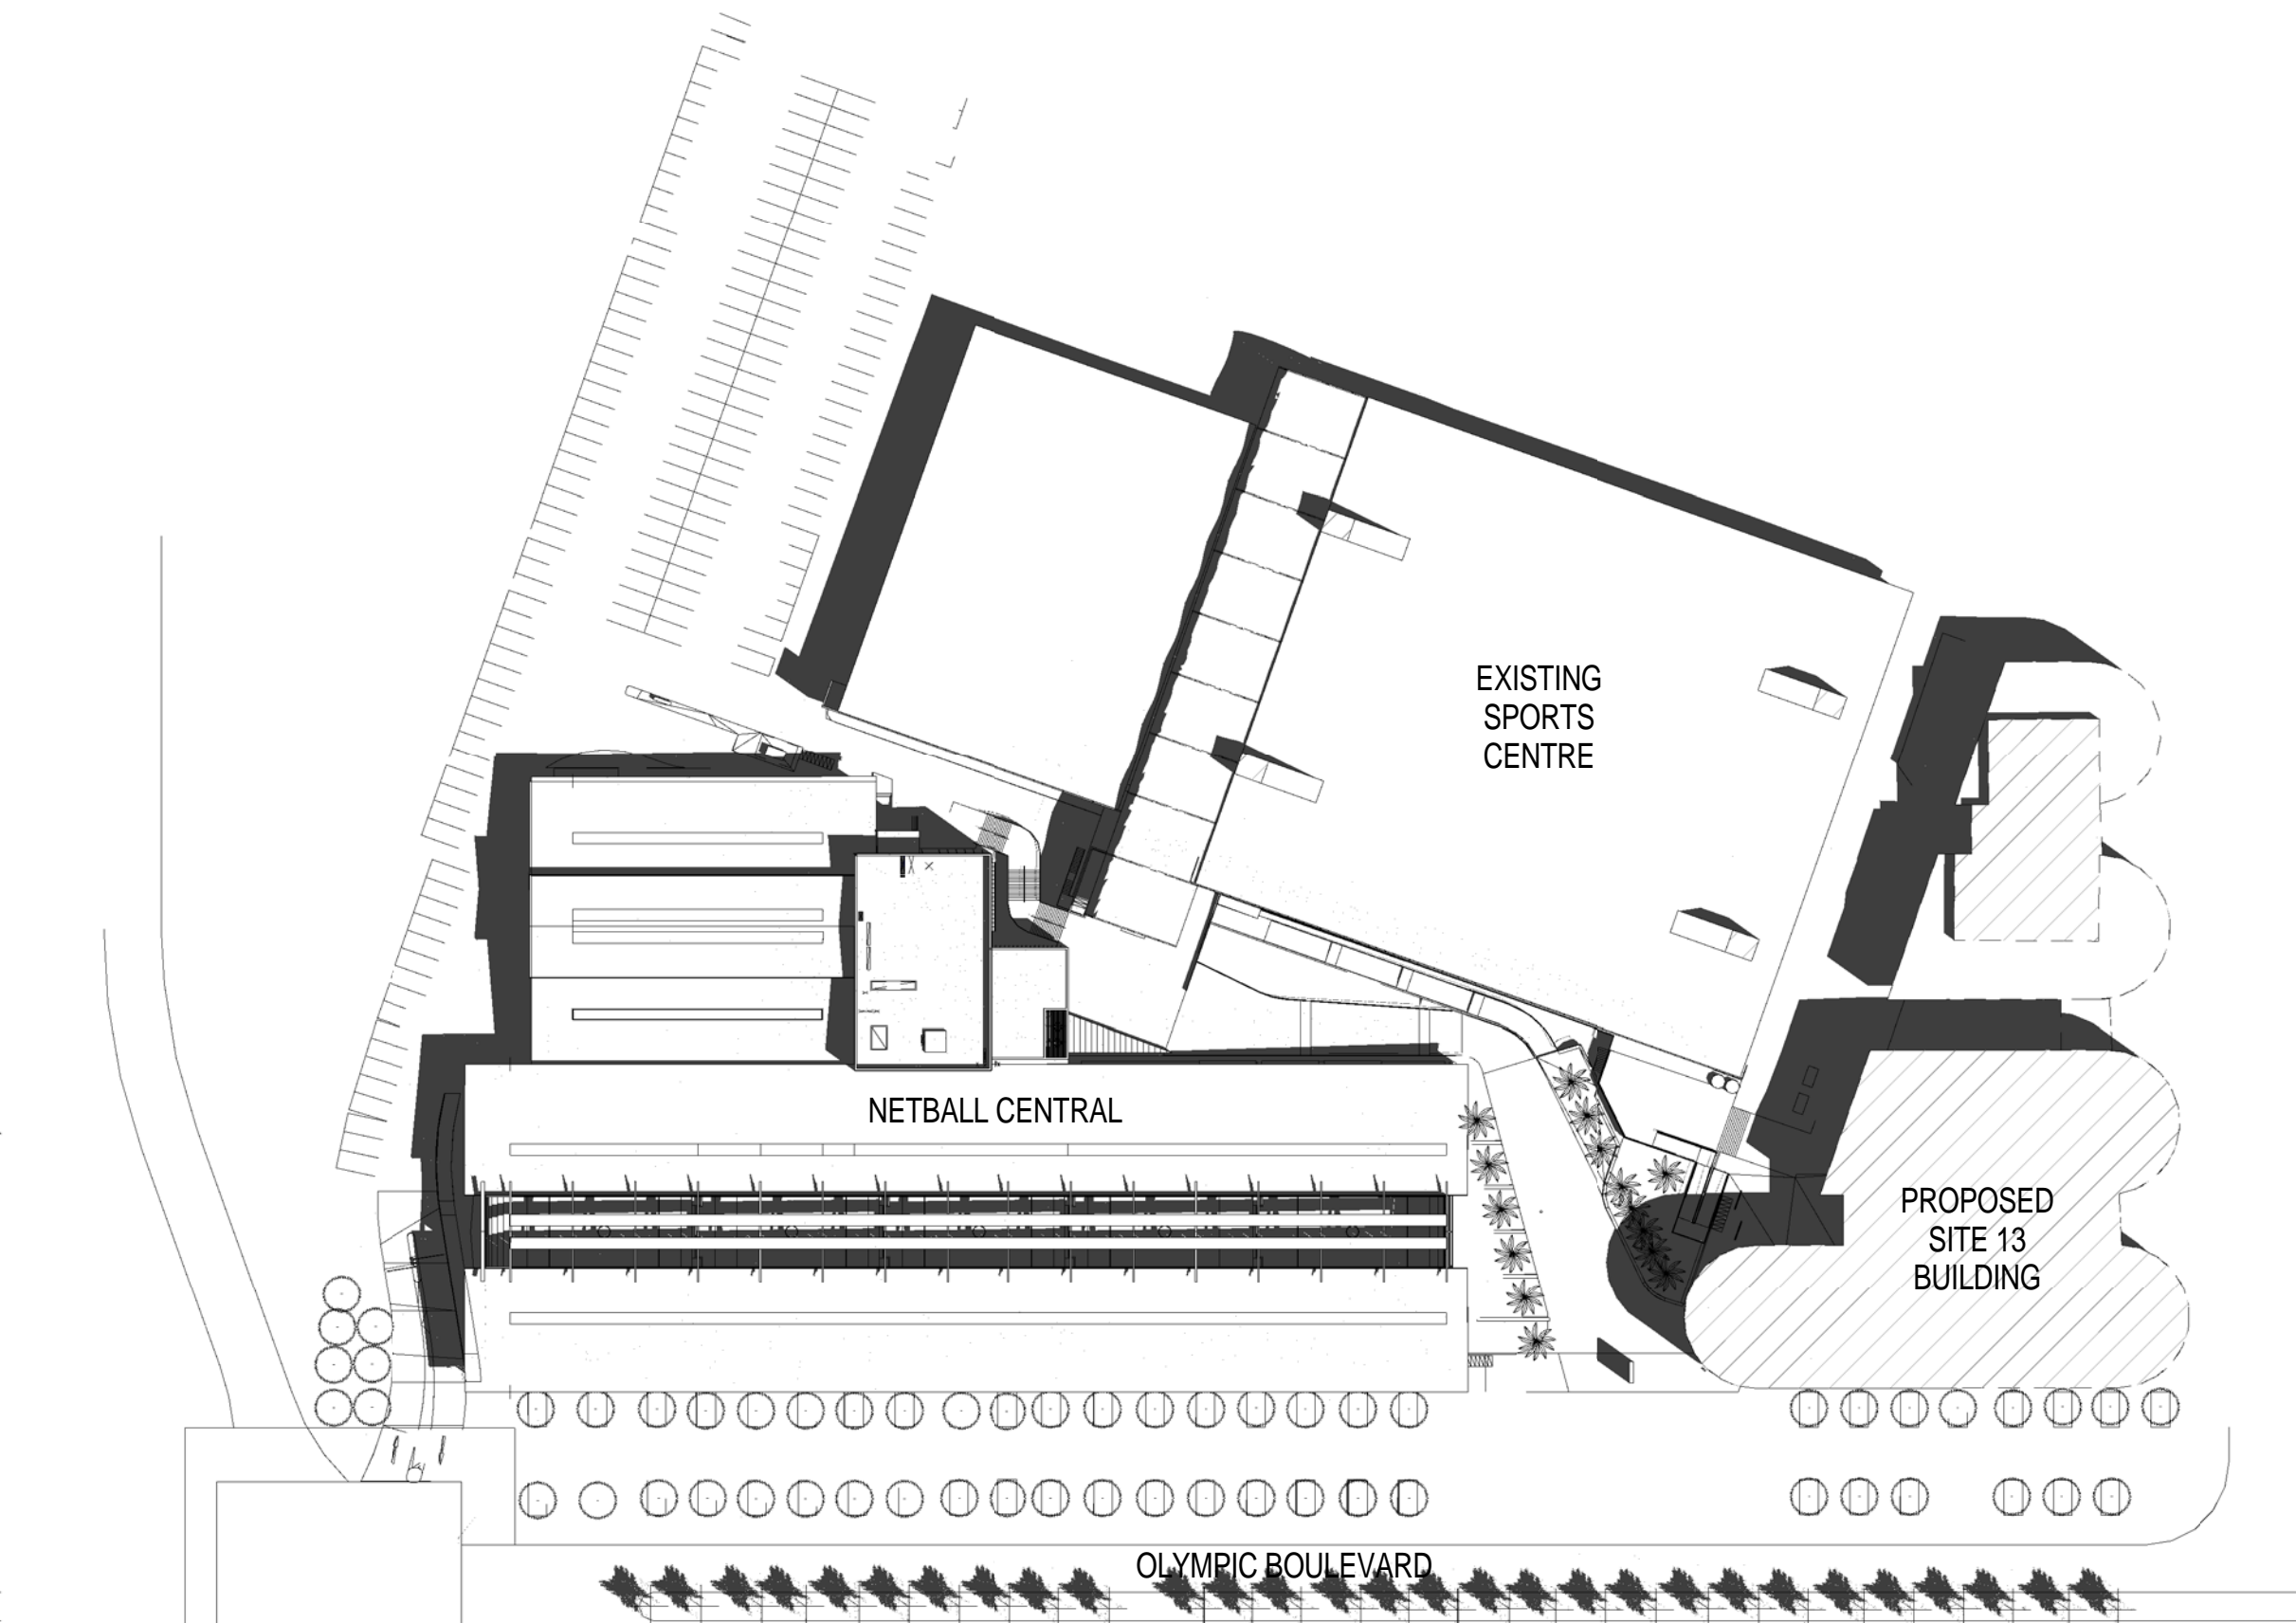 EXISTING
SPORTS
CENTRE
NETBALL CENTRAL
PROPOSED
SITE 13
BUILDING
OLYMPIC BOULEVARD